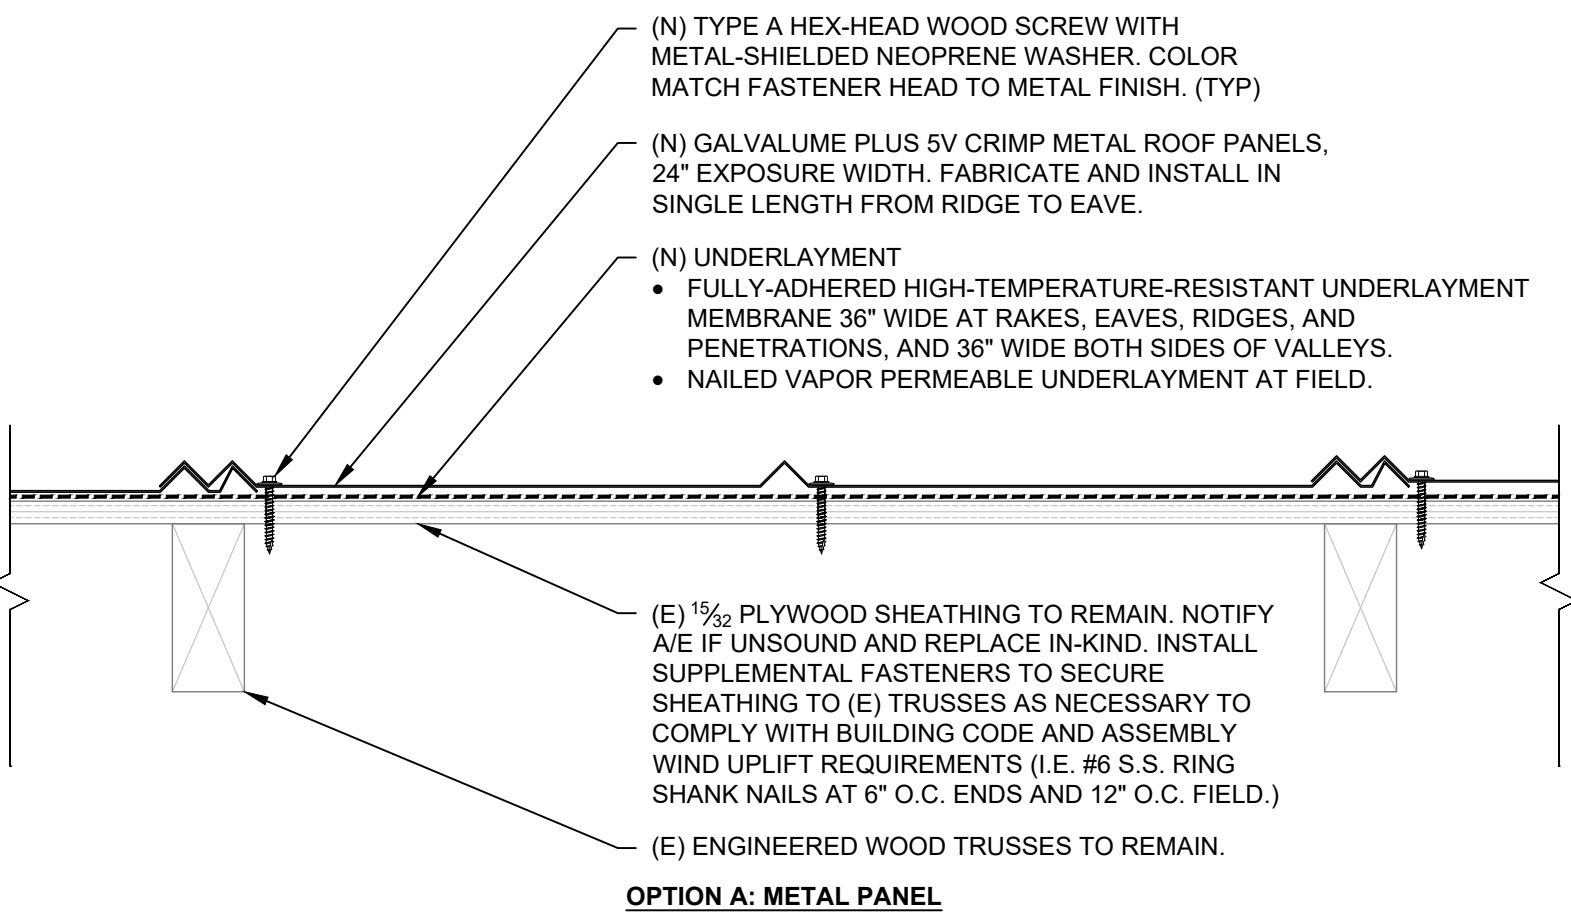 (N) TYPE A HEX-HEAD WOOD SCREW WITH
METAL-SHIELDED NEOPRENE WASHER. COLOR
MATCH FASTENER HEAD TO METAL FINISH. (TYP)
(N) GALVALUME PLUS 5V CRIMP METAL ROOF PANELS,
24" EXPOSURE WIDTH. FABRICATE AND INSTALL IN
SINGLE LENGTH FROM RIDGE TO EAVE.
(N) UNDERLAYMENT
• FULLY-ADHERED HIGH-TEMPERATURE-RESISTANT UNDERLAYMENT
MEMBRANE 36" WIDE AT RAKES, EAVES, RIDGES, AND
PENETRATIONS, AND 36" WIDE BOTH SIDES OF VALLEYS.
• NAILED VAPOR PERMEABLE UNDERLAYMENT AT FIELD.
(E) 15/32 PLYWOOD SHEATHING TO REMAIN. NOTIFY
A/E IF UNSOUND AND REPLACE IN-KIND. INSTALL
SUPPLEMENTAL FASTENERS TO SECURE
SHEATHING TO (E) TRUSSES AS NECESSARY TO
COMPLY WITH BUILDING CODE AND ASSEMBLY
WIND UPLIFT REQUIREMENTS (I.E. #6 S.S. RING
SHANK NAILS AT 6" O.C. ENDS AND 12" O.C. FIELD.)
(E) ENGINEERED WOOD TRUSSES TO REMAIN.
OPTION A: METAL PANEL